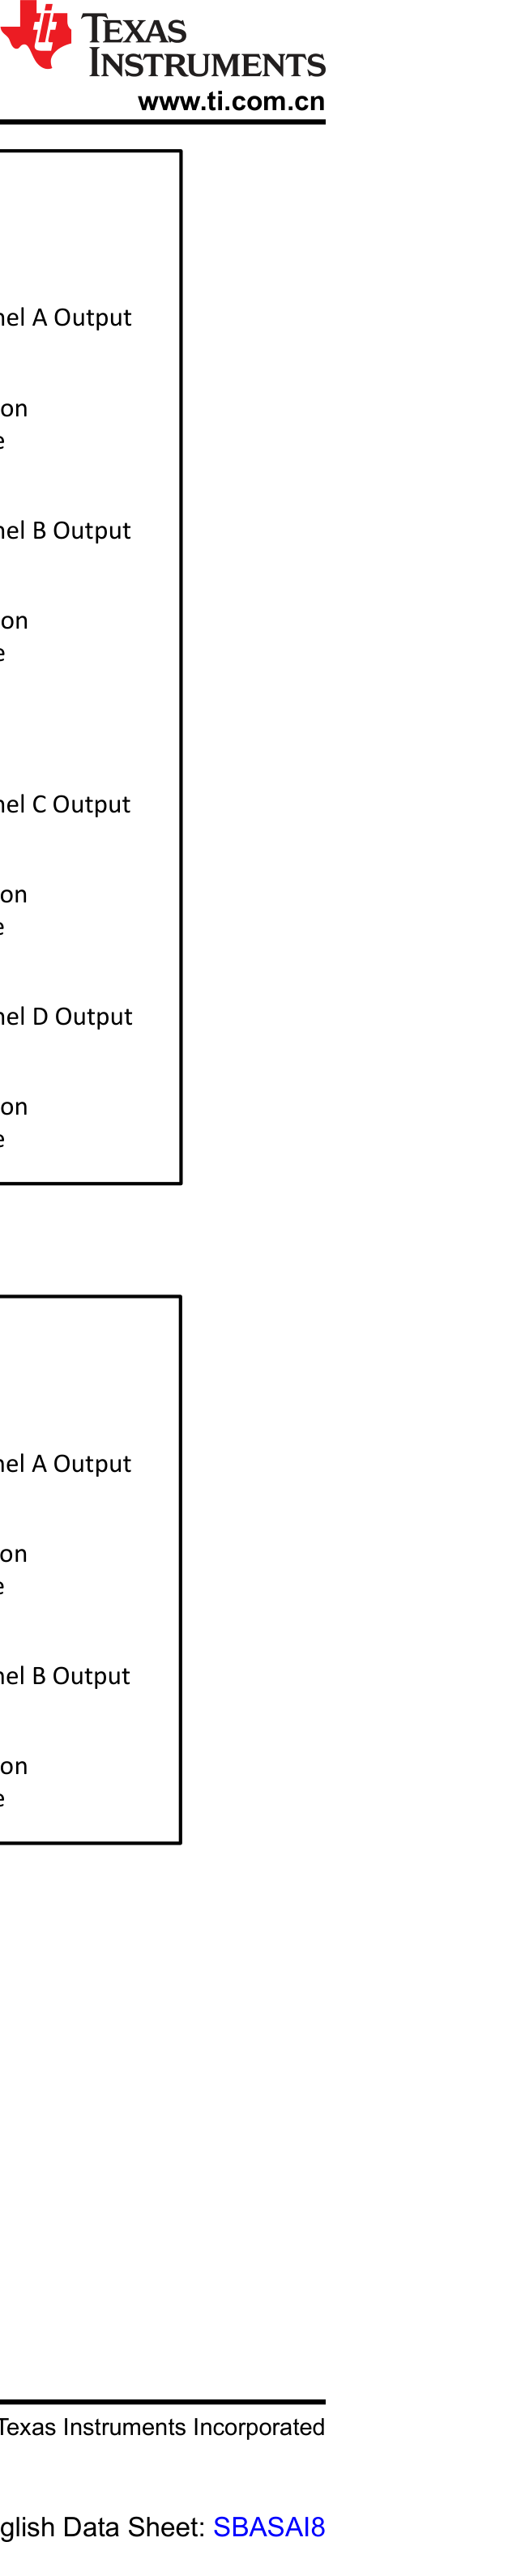 TEXAS
INSTRUMENTS
www.ti.com.cn
nel A Output
on
e
nel B Output
on
e
nel C Output
on
e
nel D Output
on
e
nel A Output
on
e
nel B Output
on
e
Texas Instruments Incorporated
glish Data Sheet: SBASAI8